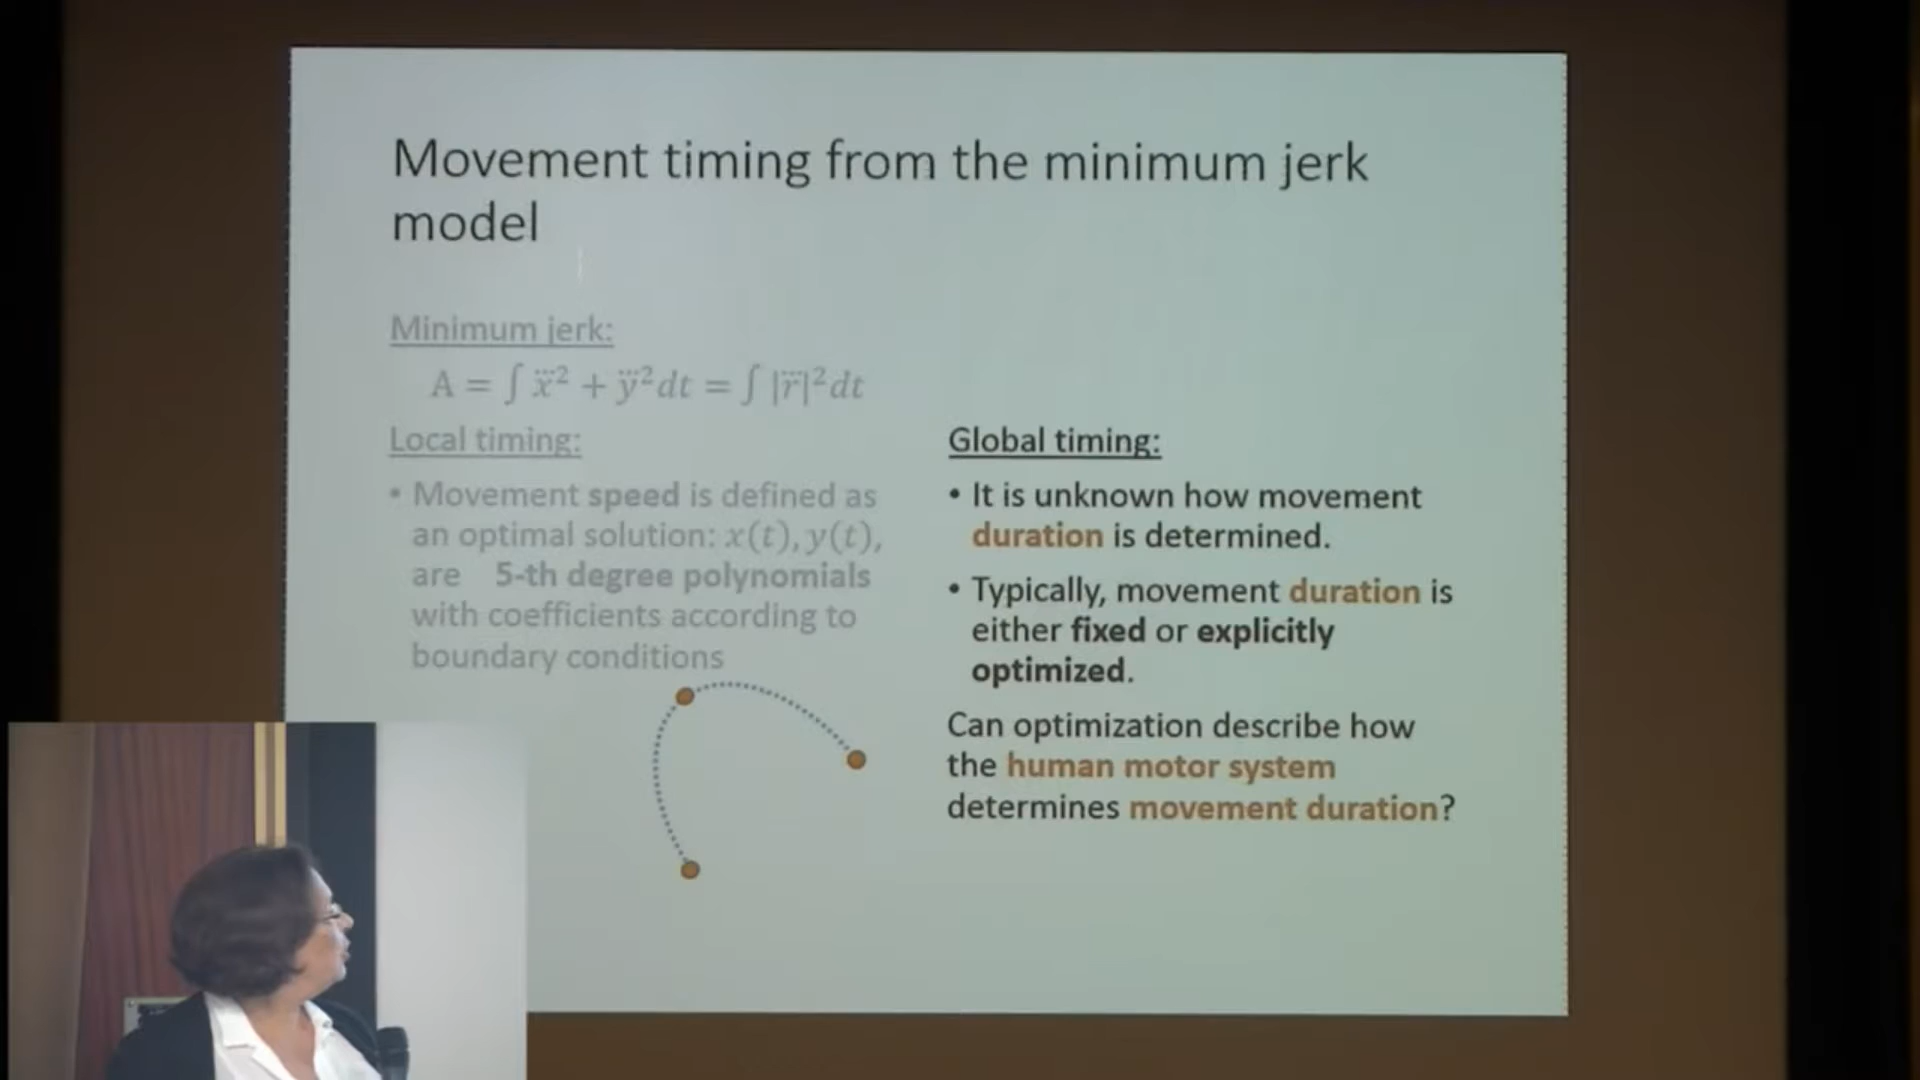 Movement timing from the minimum jerk
model
Minimum jerk:
A = ∫ x⃛² + y⃛² dt = ∫ |r⃛|² dt
Local timing:
• Movement speed is defined as
an optimal solution: x(t), y(t),
are 5-th degree polynomials
with coefficients according to
boundary conditions
Global timing:
• It is unknown how movement
duration is determined.
• Typically, movement duration is
either fixed or explicitly
optimized.
Can optimization describe how
the human motor system
determines movement duration?